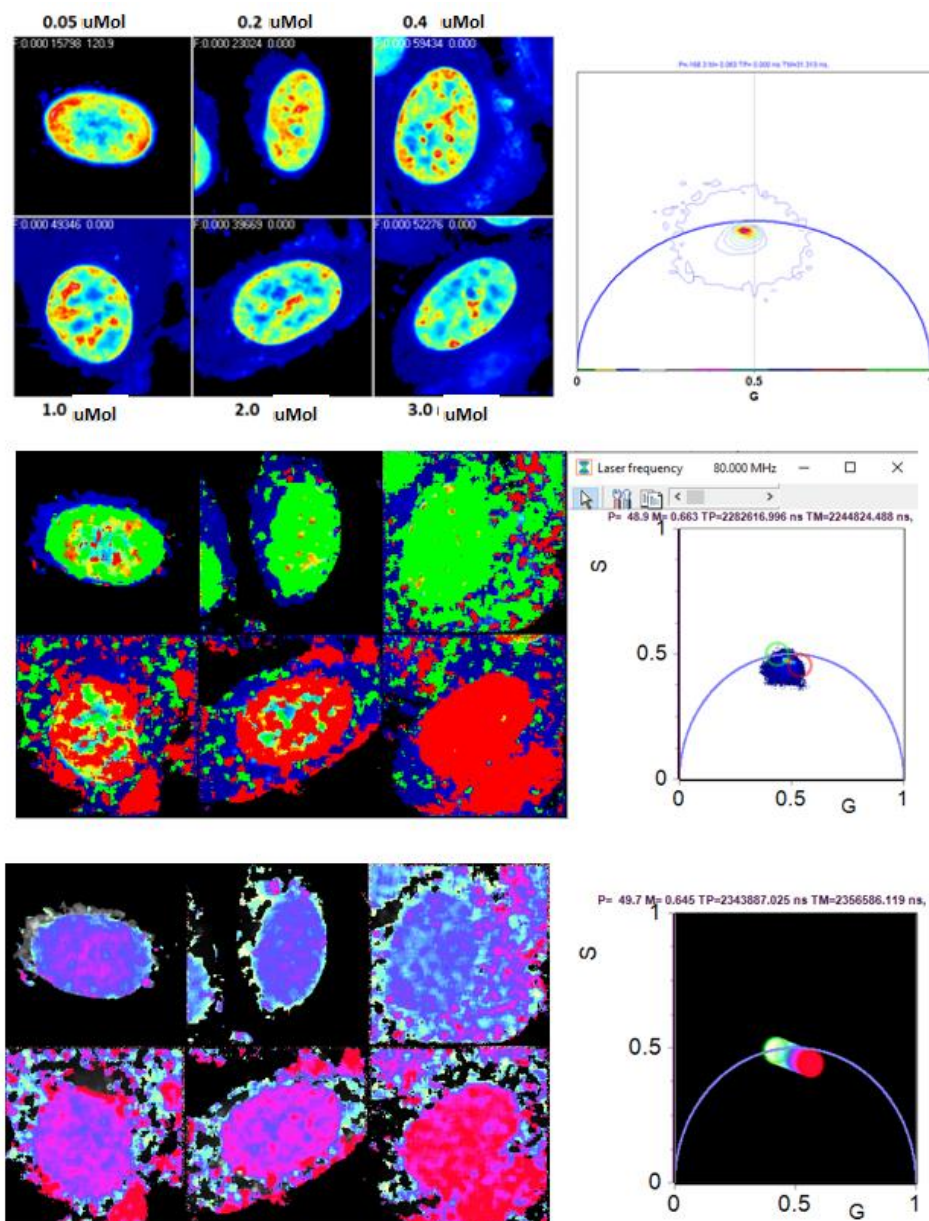 0.05 uMol 0.2 uMol 0.4 uMol
F:0.000 15798 120.9 F:0.000 23024 0.000 F:0.000 59434 0.000
F:0.000 49346 0.000 F:0.000 39669 0.000 F:0.000 52276 0.000
1.0 uMol 2.0 uMol 3.0 uMol
0 0.5 1
G
Laser frequency 80.000 MHz
P= 48.9 M= 0.663 TP=2282616.996 ns TM=2244824.488 ns,
1
S
0.5
0
0 0.5 G 1
P= 49.7 M= 0.645 TP=2343887.025 ns TM=2356586.119 ns,
1
S
0.5
0
0 0.5 1
G